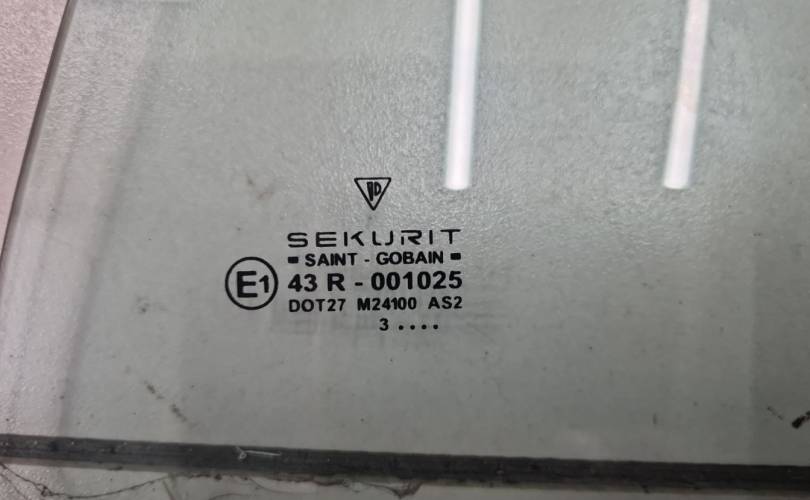 SEKURIT
SAINT - GOBAIN
E1 43 R - 001025
DOT27 M24100 AS2
3 ....